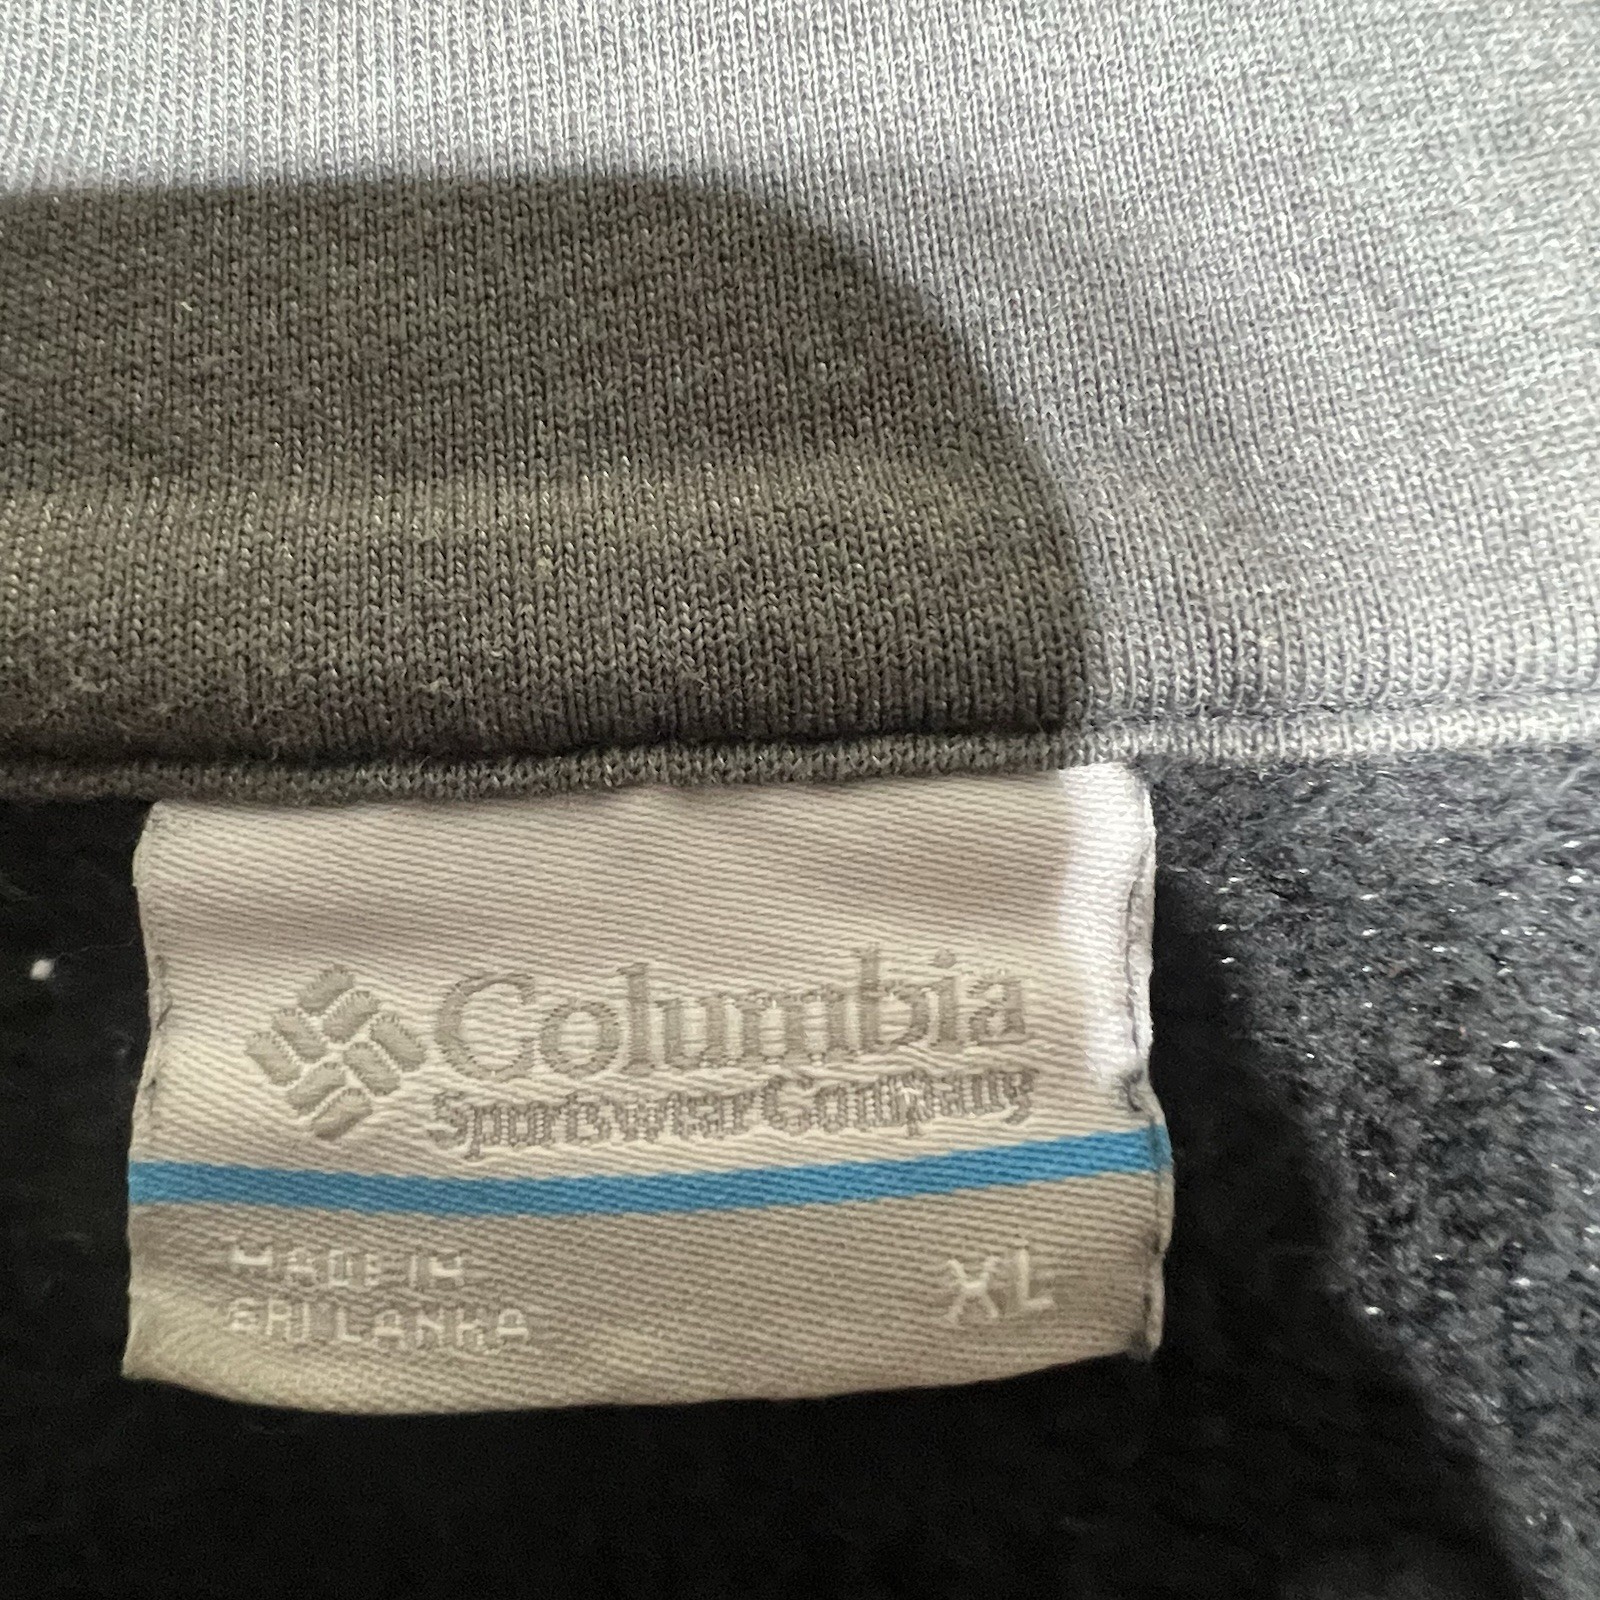 Columbia
Sportswear Company
MADE IN
SRI LANKA
XL